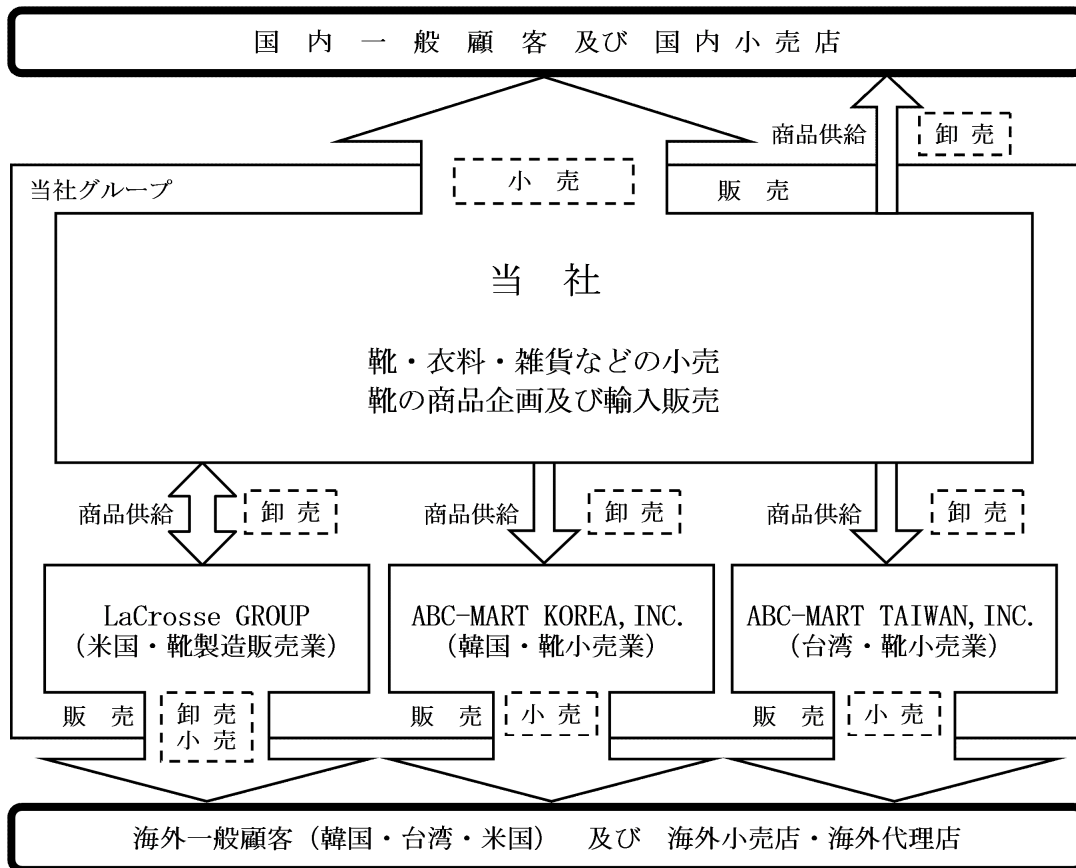 国内一般顧客 及び 国内小売店
商品供給
卸売
当社グループ
小売
販売
当社
靴・衣料・雑貨などの小売
靴の商品企画及び輸入販売
商品供給
卸売
商品供給
卸売
商品供給
卸売
LaCrosse GROUP
(米国・靴製造販売業)
ABC-MART KOREA,INC.
(韓国・靴小売業)
ABC-MART TAIWAN,INC.
(台湾・靴小売業)
販売
卸売
小売
販売
小売
販売
小売
海外一般顧客(韓国・台湾・米国) 及び 海外小売店・海外代理店